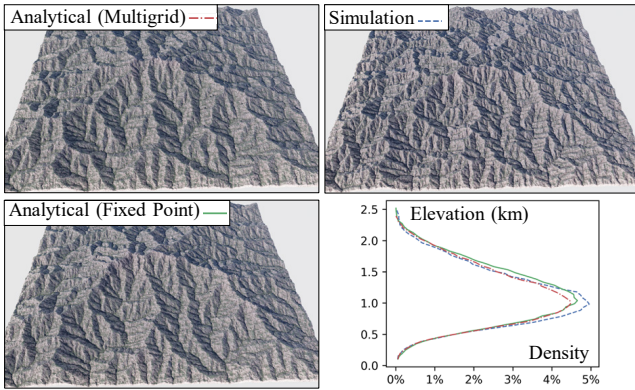 Analytical (Multigrid)
Simulation
Analytical (Fixed Point)
Elevation (km)
2.5
2.0
1.5
1.0
0.5
0.0
Density
0% 1% 2% 3% 4% 5%